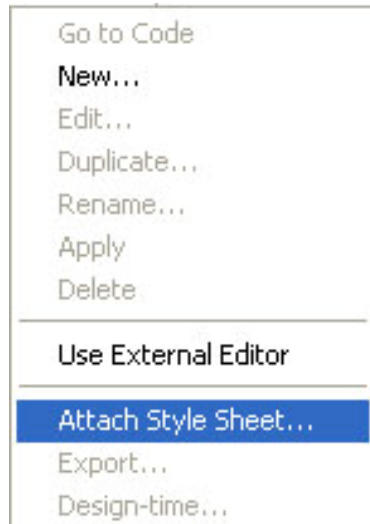 Go to Code
New...
Edit...
Duplicate...
Rename...
Apply
Delete
Use External Editor
Attach Style Sheet...
Export...
Design-time...